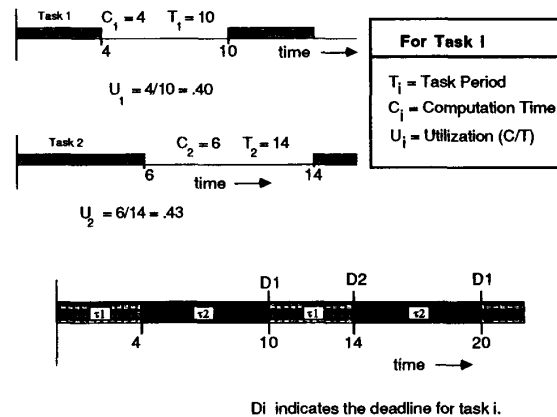 Task 1
C1 = 4
T1 = 10
4
10
time
U1 = 4/10 = .40
For Task i
Ti = Task Period
Ci = Computation Time
Ui = Utilization (C/T)
Task 2
C2 = 6
T2 = 14
6
14
time
U2 = 6/14 = .43
D1
D2
D1
τ1
τ2
τ1
τ2
4
10
14
20
time
Di indicates the deadline for task i.